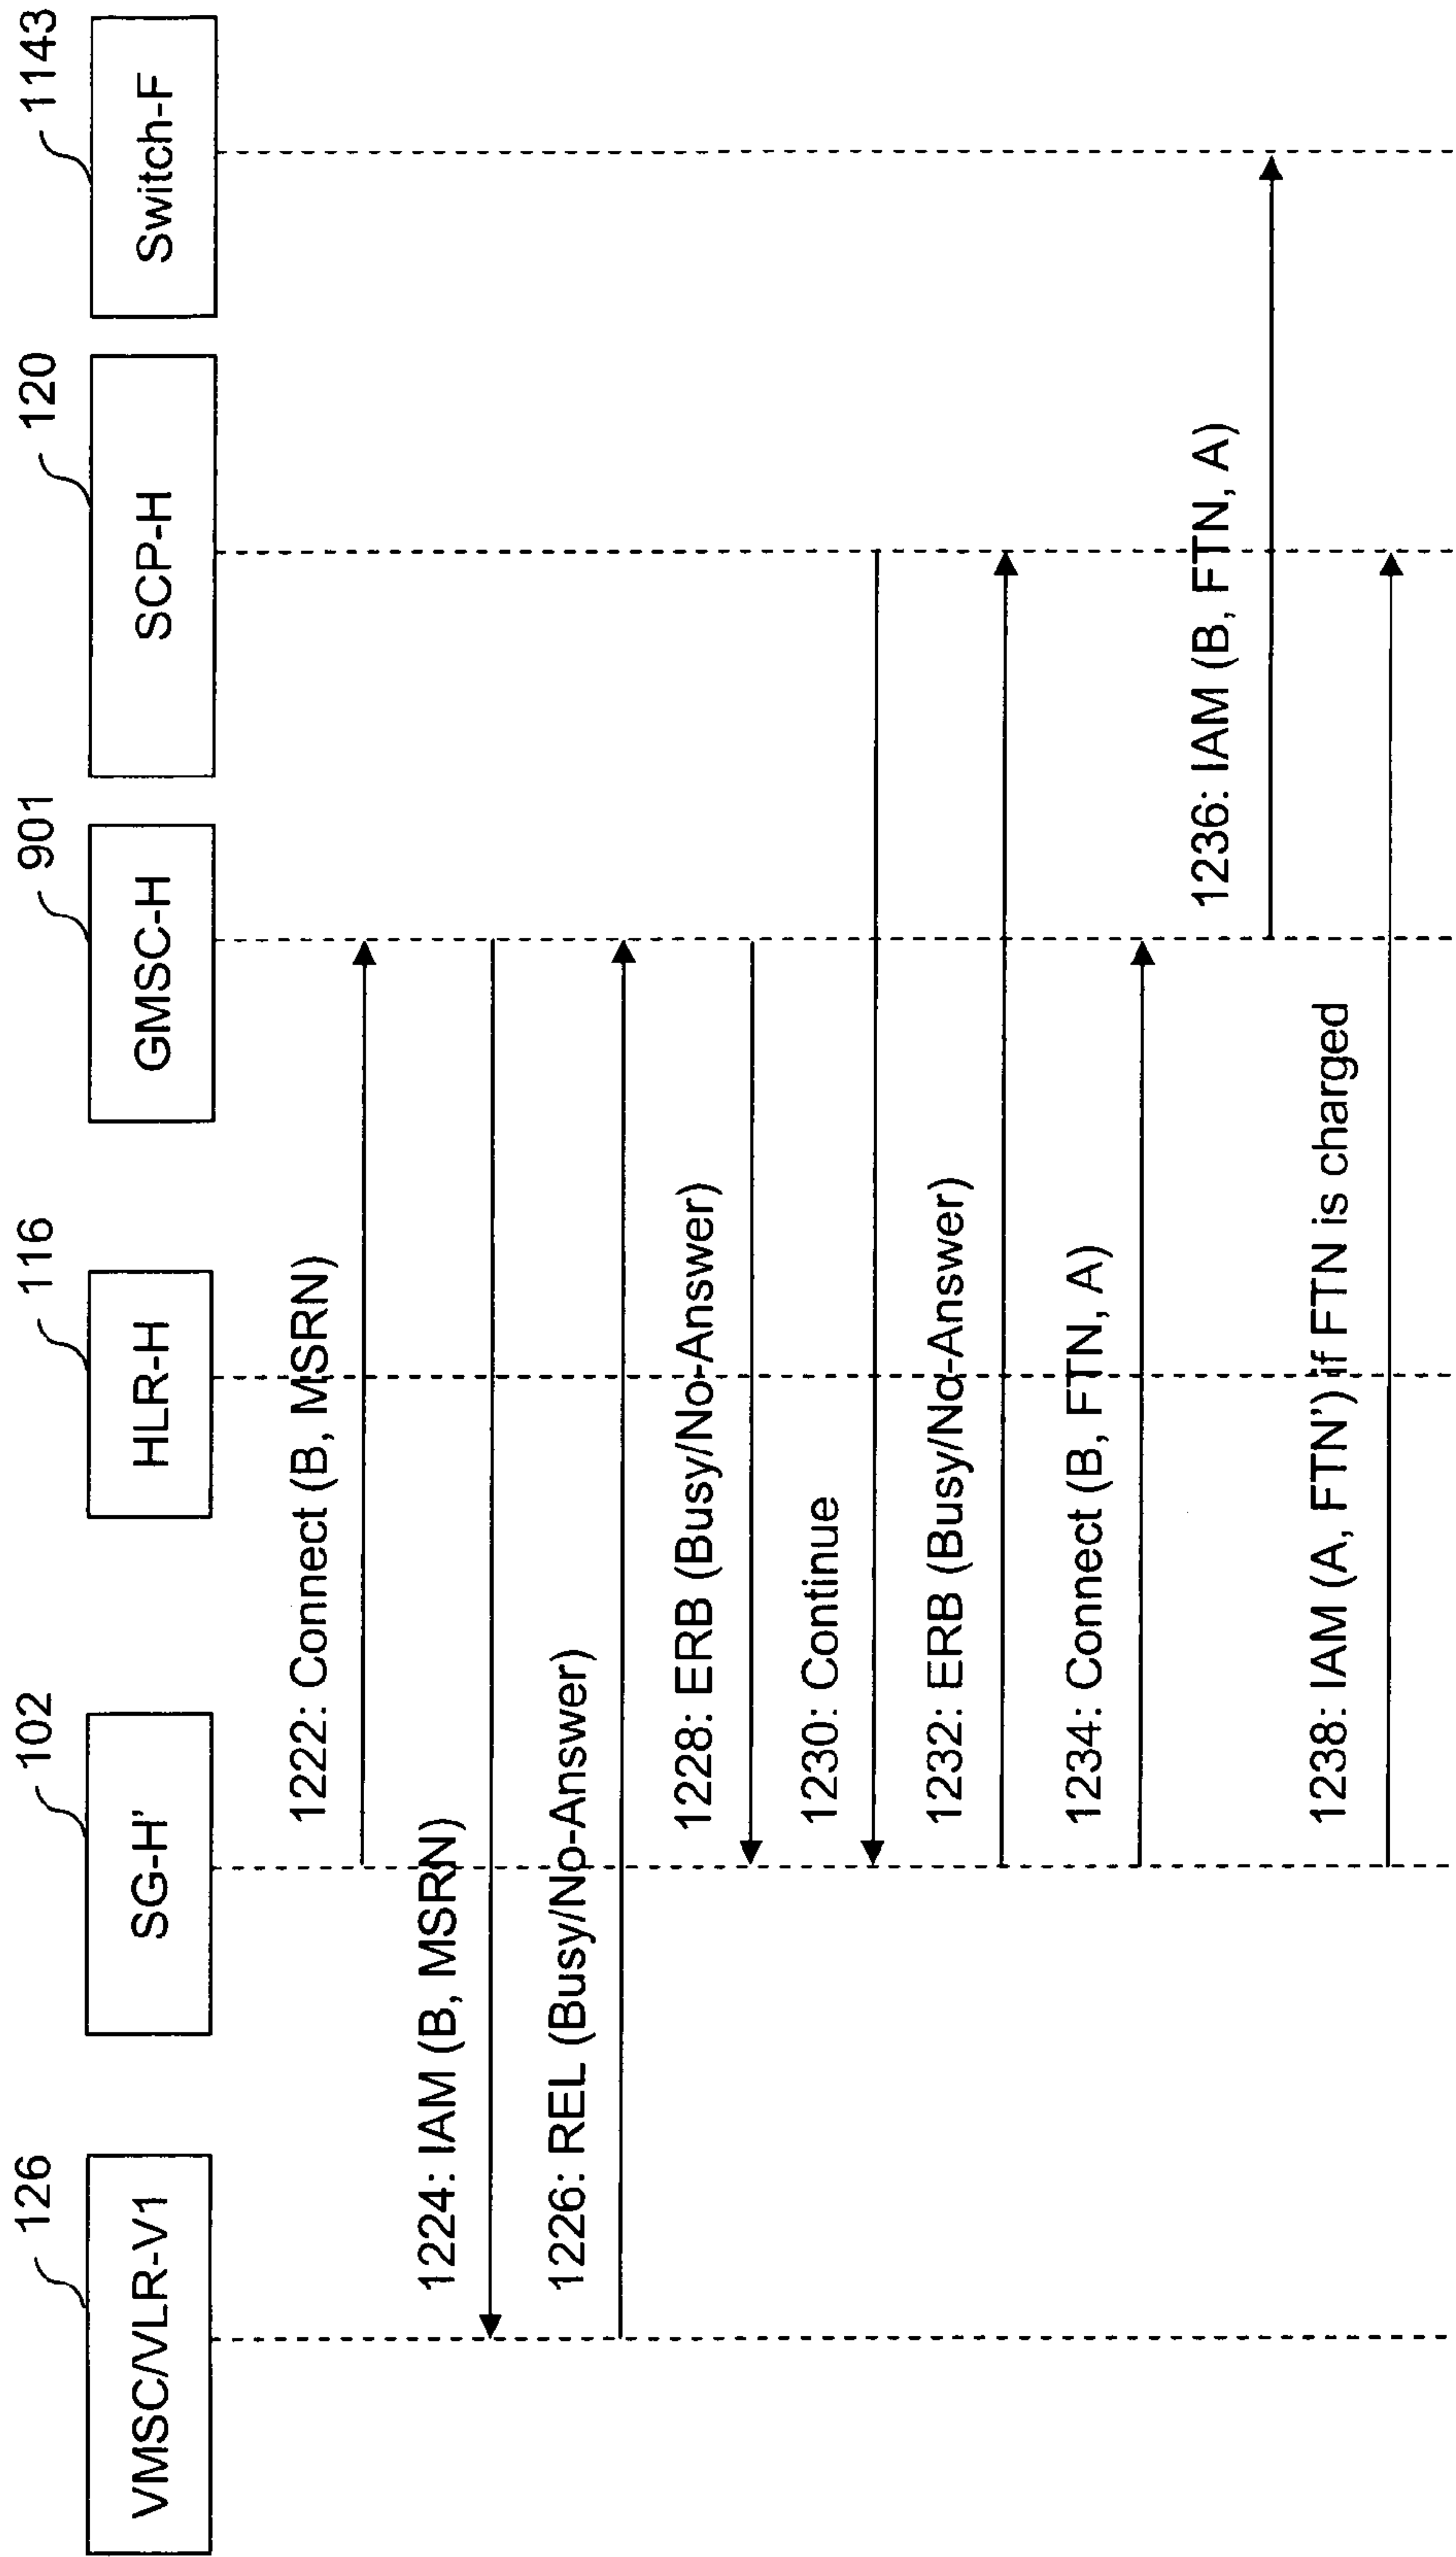 126
102
116
901
120
1143
VMSC/VLR-V1
SG-H'
HLR-H
GMSC-H
SCP-H
Switch-F
1222: Connect (B, MSRN)
1224: IAM (B, MSRN)
1226: REL (Busy/No-Answer)
1228: ERB (Busy/No-Answer)
1230: Continue
1232: ERB (Busy/No-Answer)
1234: Connect (B, FTN, A)
1236: IAM (B, FTN, A)
1238: IAM (A, FTN') if FTN is charged